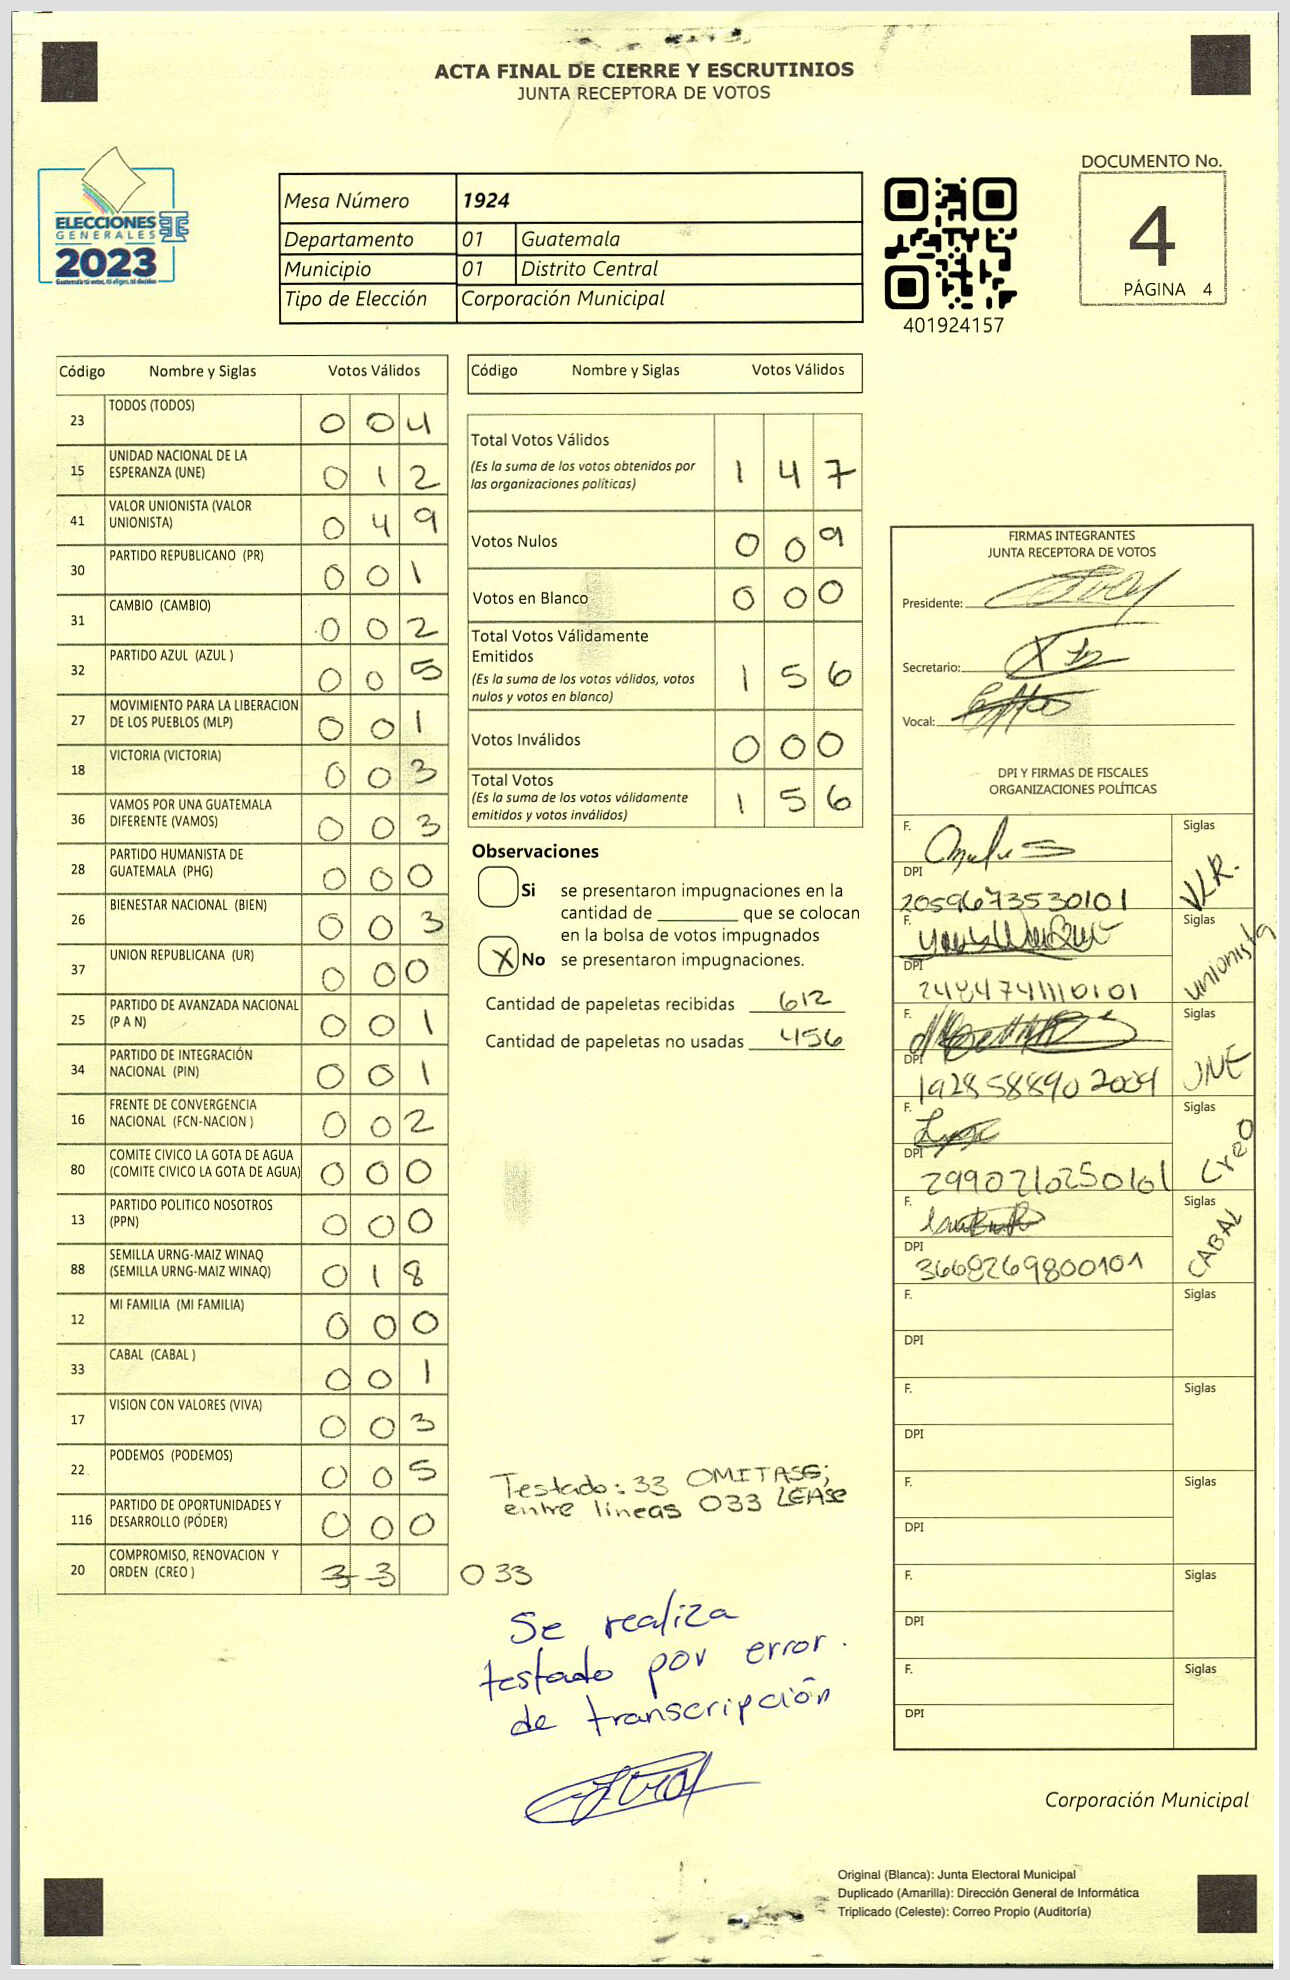 ACTA FINAL DE CIERRE Y ESCRUTINIOS
JUNTA RECEPTORA DE VOTOS
ELECCIONES
GENERALES
2023
Mesa Número 1924
Departamento 01 Guatemala
Municipio 01 Distrito Central
Tipo de Elección Corporación Municipal
401924157
DOCUMENTO No.
4
PÁGINA 4
Código Nombre y Siglas Votos Válidos
23 TODOS (TODOS) 0 0 4
15 UNIDAD NACIONAL DE LA
ESPERANZA (UNE) 0 1 2
41 VALOR UNIONISTA (VALOR
UNIONISTA) 0 4 9
30 PARTIDO REPUBLICANO (PR) 0 0 1
31 CAMBIO (CAMBIO) 0 0 2
32 PARTIDO AZUL (AZUL ) 0 0 5
27 MOVIMIENTO PARA LA LIBERACION
DE LOS PUEBLOS (MLP) 0 0 1
18 VICTORIA (VICTORIA) 0 0 3
36 VAMOS POR UNA GUATEMALA
DIFERENTE (VAMOS) 0 0 3
28 PARTIDO HUMANISTA DE
GUATEMALA (PHG) 0 0 0
26 BIENESTAR NACIONAL (BIEN) 0 0 3
37 UNION REPUBLICANA (UR) 0 0 0
25 PARTIDO DE AVANZADA NACIONAL
(P A N) 0 0 1
34 PARTIDO DE INTEGRACIÓN
NACIONAL (PIN) 0 0 1
16 FRENTE DE CONVERGENCIA
NACIONAL (FCN-NACION ) 0 0 2
80 COMITE CIVICO LA GOTA DE AGUA
(COMITE CIVICO LA GOTA DE AGUA) 0 0 0
13 PARTIDO POLITICO NOSOTROS
(PPN) 0 0 0
88 SEMILLA URNG-MAIZ WINAQ
(SEMILLA URNG-MAIZ WINAQ) 0 1 8
12 MI FAMILIA (MI FAMILIA) 0 0 0
33 CABAL (CABAL ) 0 0 1
17 VISION CON VALORES (VIVA) 0 0 3
22 PODEMOS (PODEMOS) 0 0 5
116 PARTIDO DE OPORTUNIDADES Y
DESARROLLO (PODER) 0 0 0
20 COMPROMISO, RENOVACION Y
ORDEN (CREO ) 3 3 033
Código Nombre y Siglas Votos Válidos
Total Votos Válidos
(Es la suma de los votos obtenidos por
las organizaciones políticas) 1 4 7
Votos Nulos 0 0 9
Votos en Blanco 0 0 0
Total Votos Válidamente
Emitidos
(Es la suma de los votos válidos, votos
nulos y votos en blanco) 1 5 6
Votos Inválidos 0 0 0
Total Votos
(Es la suma de los votos válidamente
emitidos y votos inválidos) 1 5 6
Observaciones
Si se presentaron impugnaciones en la
cantidad de ________ que se colocan
en la bolsa de votos impugnados
X No se presentaron impugnaciones.
Cantidad de papeletas recibidas 612
Cantidad de papeletas no usadas 456
Testado: 33 OMITASE;
entre líneas 033 LEASE
Se realiza
testado por error.
de transcripción
FIRMAS INTEGRANTES
JUNTA RECEPTORA DE VOTOS
Presidente:
Secretario:
Vocal:
DPI Y FIRMAS DE FISCALES
ORGANIZACIONES POLÍTICAS
F. Siglas
DPI VLR.
2059673530101
F. Siglas
DPI unionista
2484741110101
F. Siglas
DPI UNE
1928588902009
F. Siglas
DPI Creo
2990210250101
F. Siglas
DPI CABAL
3668269800101
F. Siglas
DPI
F. Siglas
DPI
F. Siglas
DPI
F. Siglas
DPI
F. Siglas
DPI
Corporación Municipal
Original (Blanca): Junta Electoral Municipal
Duplicado (Amarilla): Dirección General de Informática
Triplicado (Celeste): Correo Propio (Auditoría)